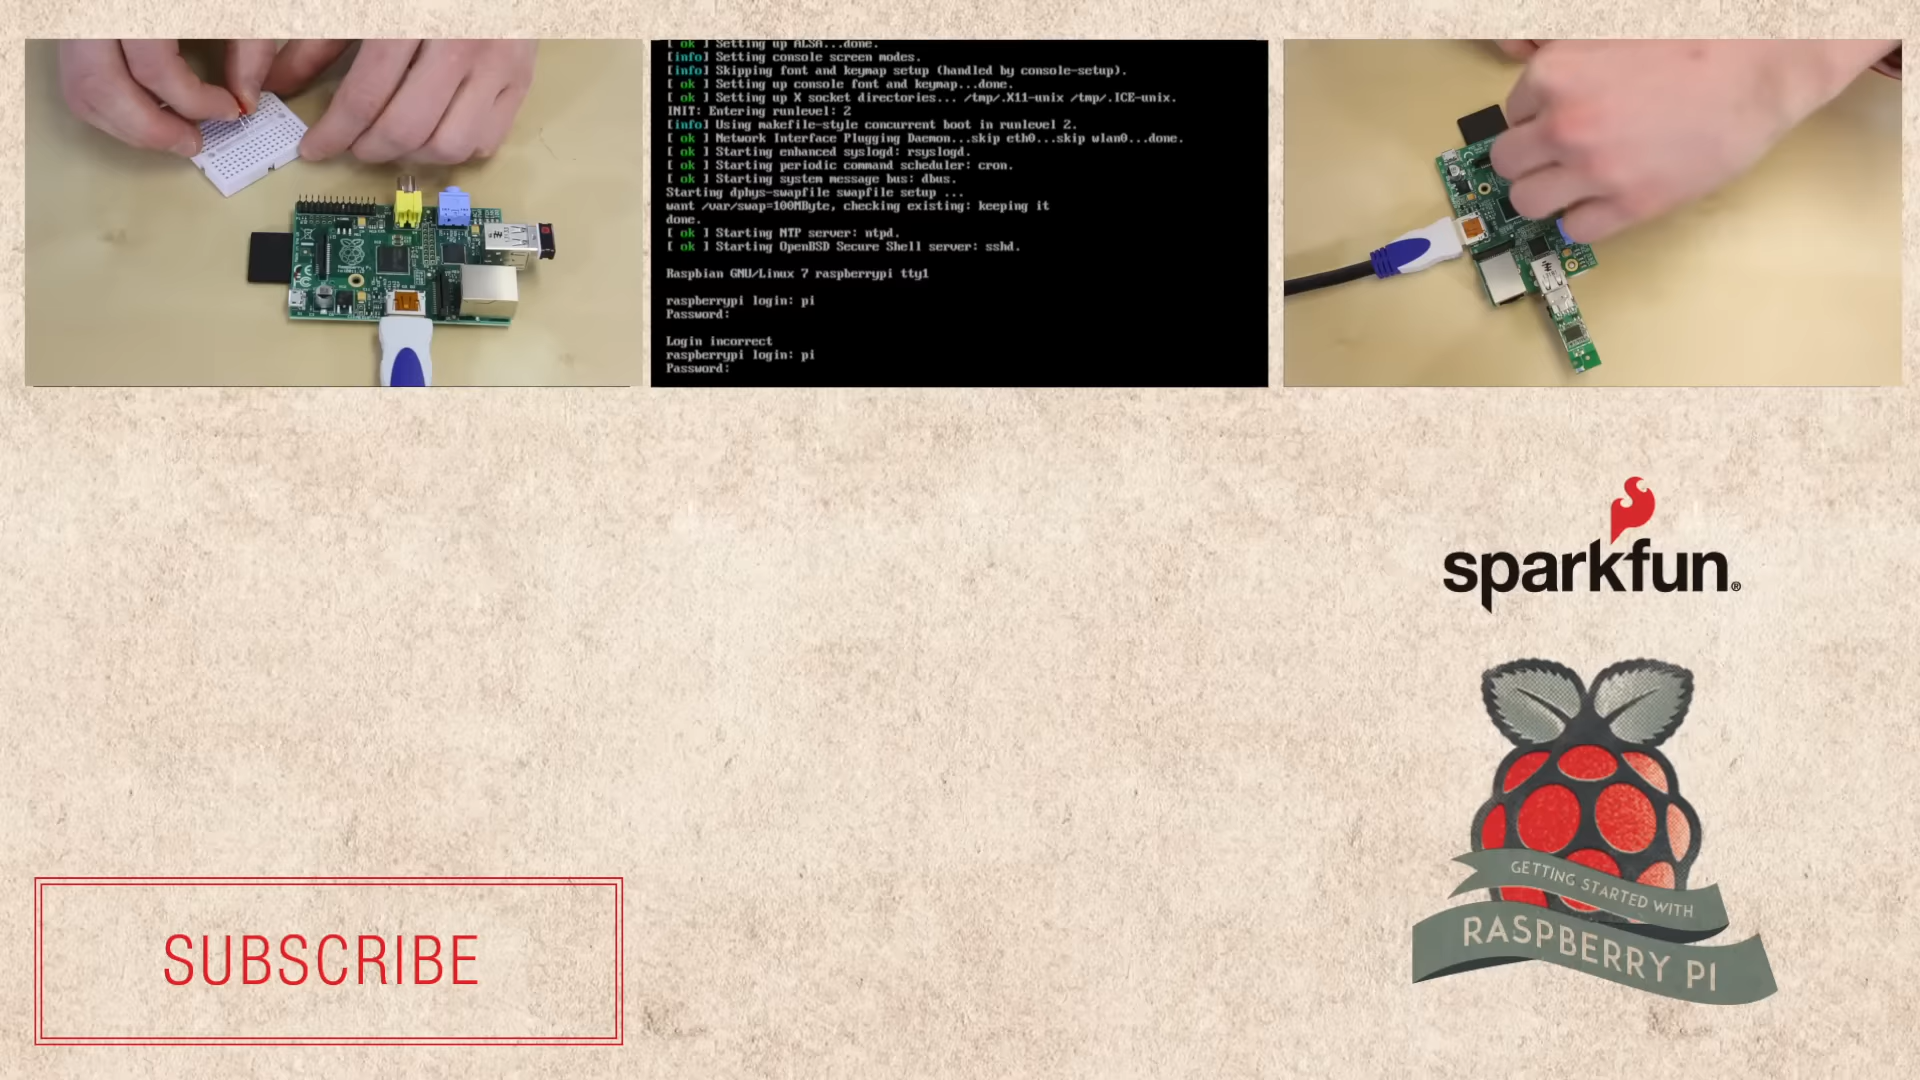 [ ok ] Setting up ALSA...done.
[info] Setting console screen modes.
[info] Skipping font and keymap setup (handled by console-setup).
[ ok ] Setting up console font and keymap...done.
[ ok ] Setting up X socket directories... /tmp/.X11-unix /tmp/.ICE-unix.
INIT: Entering runlevel: 2
[info] Using makefile-style concurrent boot in runlevel 2.
[ ok ] Network Interface Plugging Daemon...skip eth0...skip wlan0...done.
[ ok ] Starting enhanced syslogd: rsyslogd.
[ ok ] Starting periodic command scheduler: cron.
[ ok ] Starting system message bus: dbus.
Starting dphys-swapfile swapfile setup ...
want /var/swap=100MByte, checking existing: keeping it
done.
[ ok ] Starting NTP server: ntpd.
[ ok ] Starting OpenBSD Secure Shell server: sshd.
Raspbian GNU/Linux 7 raspberrypi tty1
raspberrypi login: pi
Password:
Login incorrect
raspberrypi login: pi
Password:
sparkfun®
GETTING STARTED WITH
RASPBERRY PI
SUBSCRIBE